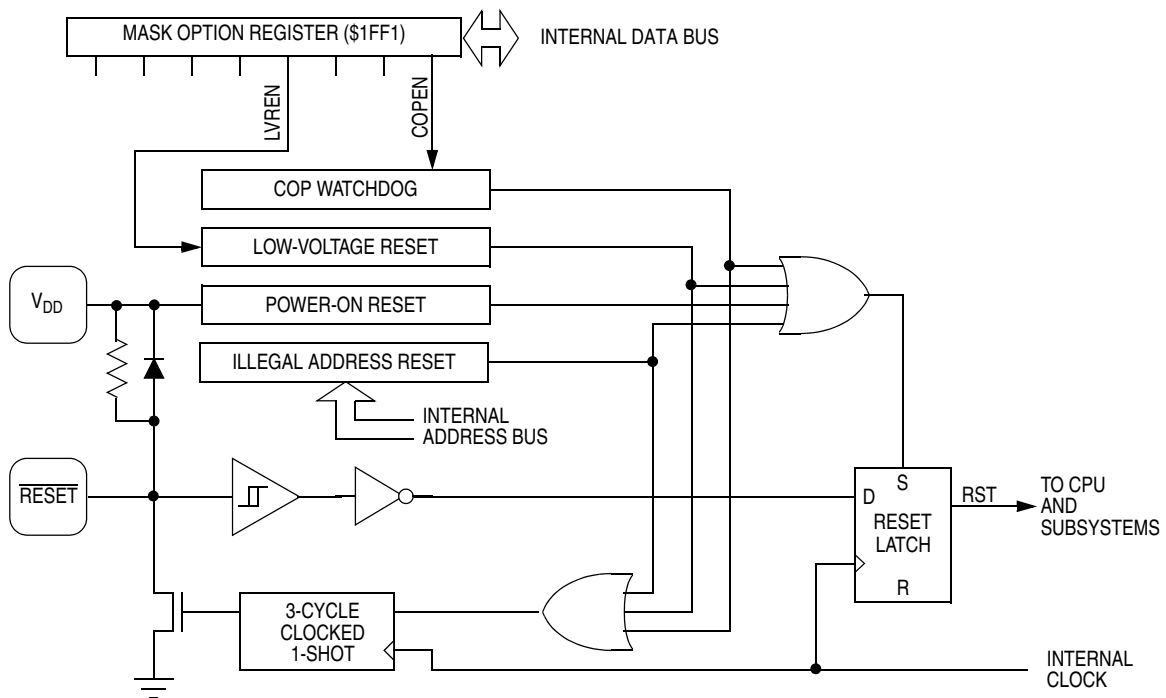 MASK OPTION REGISTER ($1FF1)
INTERNAL DATA BUS
LVREN
COPEN
COP WATCHDOG
LOW-VOLTAGE RESET
VDD
POWER-ON RESET
ILLEGAL ADDRESS RESET
INTERNAL
ADDRESS BUS
RESET
D
S
RESET
LATCH
R
RST
TO CPU
AND
SUBSYSTEMS
3-CYCLE
CLOCKED
1-SHOT
INTERNAL
CLOCK